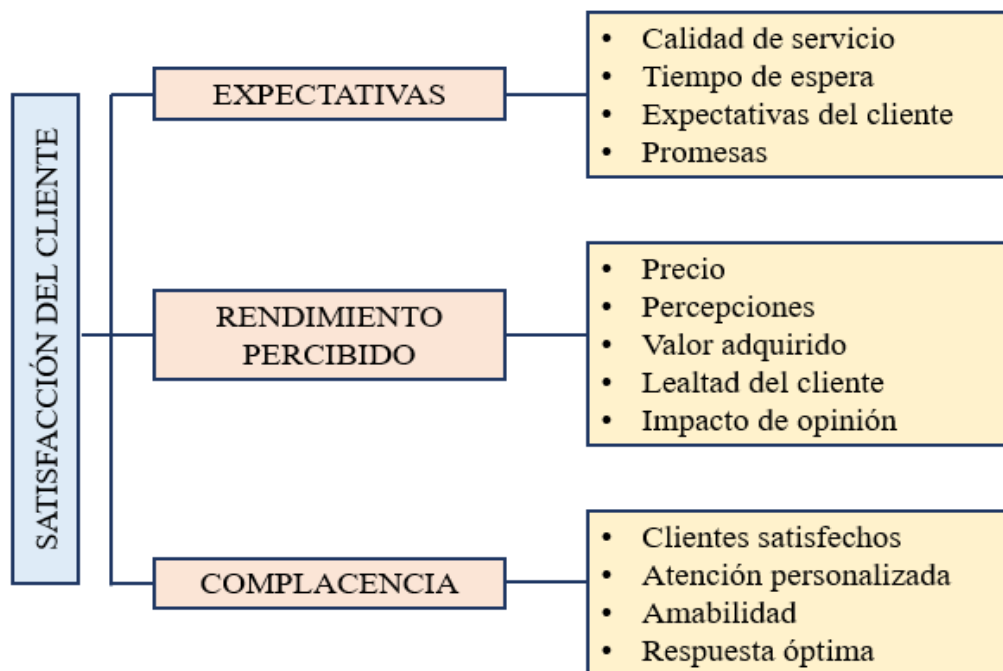 SATISFACCIÓN DEL CLIENTE
EXPECTATIVAS
• Calidad de servicio
• Tiempo de espera
• Expectativas del cliente
• Promesas
RENDIMIENTO
PERCIBIDO
• Precio
• Percepciones
• Valor adquirido
• Lealtad del cliente
• Impacto de opinión
COMPLACENCIA
• Clientes satisfechos
• Atención personalizada
• Amabilidad
• Respuesta óptima